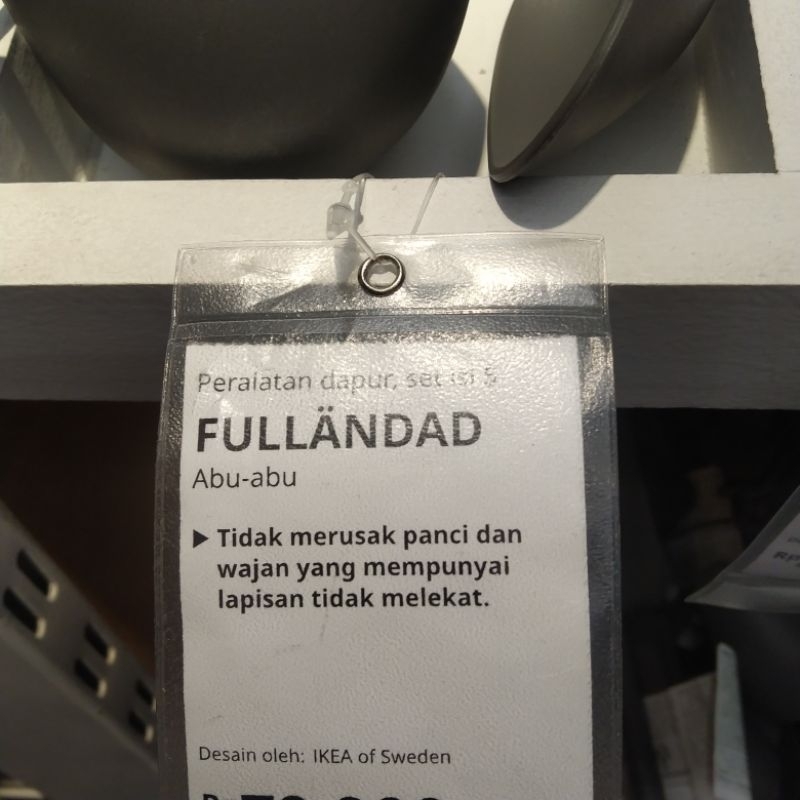 Peralatan dapur, set isi 5
FULLÄNDAD
Abu-abu
▶ Tidak merusak panci dan
wajan yang mempunyai
lapisan tidak melekat.
Desain oleh: IKEA of Sweden